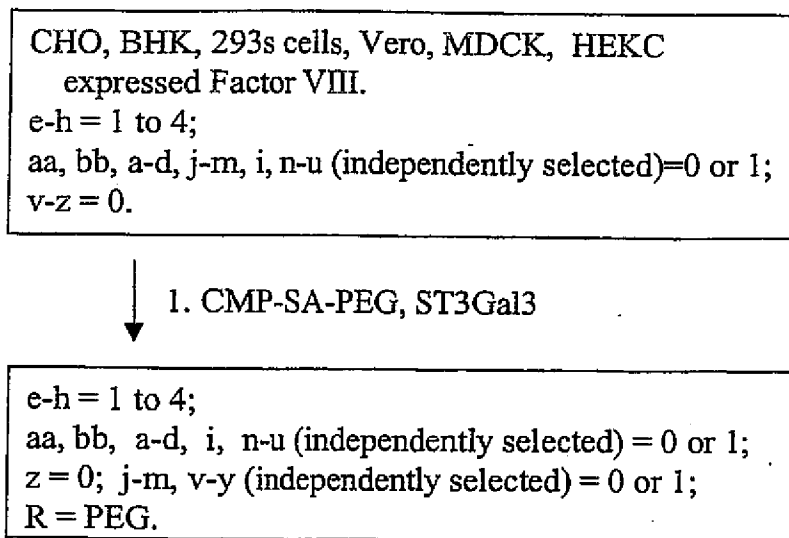 CHO, BHK, 293s cells, Vero, MDCK, HEKC
expressed Factor VIII.
e-h = 1 to 4;
aa, bb, a-d, j-m, i, n-u (independently selected)=0 or 1;
v-z = 0.
1. CMP-SA-PEG, ST3Gal3
e-h = 1 to 4;
aa, bb, a-d, i, n-u (independently selected) = 0 or 1;
z = 0; j-m, v-y (independently selected) = 0 or 1;
R = PEG.